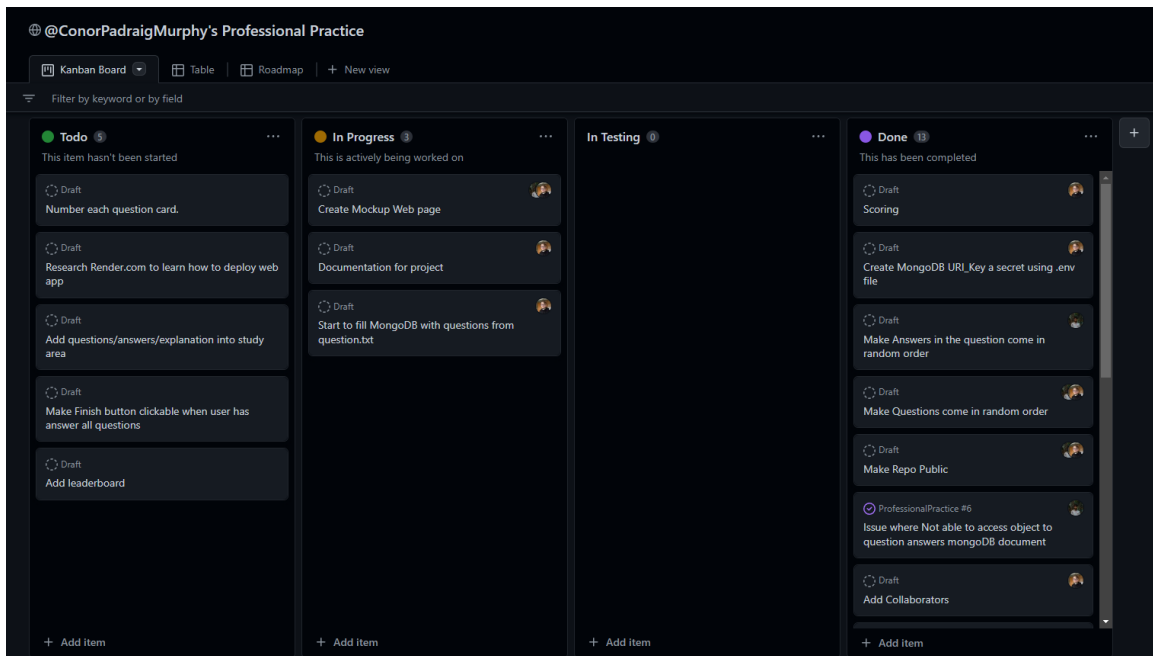 @ConorPadraigMurphy's Professional Practice
Kanban Board
Table
Roadmap
+ New view
Filter by keyword or by field
Todo 5 ...
This item hasn't been started
Draft
Number each question card.
Draft
Research Render.com to learn how to deploy web
app
Draft
Add questions/answers/explanation into study
area
Draft
Make Finish button clickable when user has
answer all questions
Draft
Add leaderboard
+ Add item
In Progress 3 ...
This is actively being worked on
Draft
Create Mockup Web page
Draft
Documentation for project
Draft
Start to fill MongoDB with questions from
question.txt
+ Add item
In Testing 0 ...
+ Add item
Done 13 ...
This has been completed
Draft
Scoring
Draft
Create MongoDB URI_Key a secret using .env
file
Draft
Make Answers in the question come in
random order
Draft
Make Questions come in random order
Draft
Make Repo Public
ProfessionalPractice #6
Issue where Not able to access object to
question answers mongoDB document
Draft
Add Collaborators
+ Add item
+